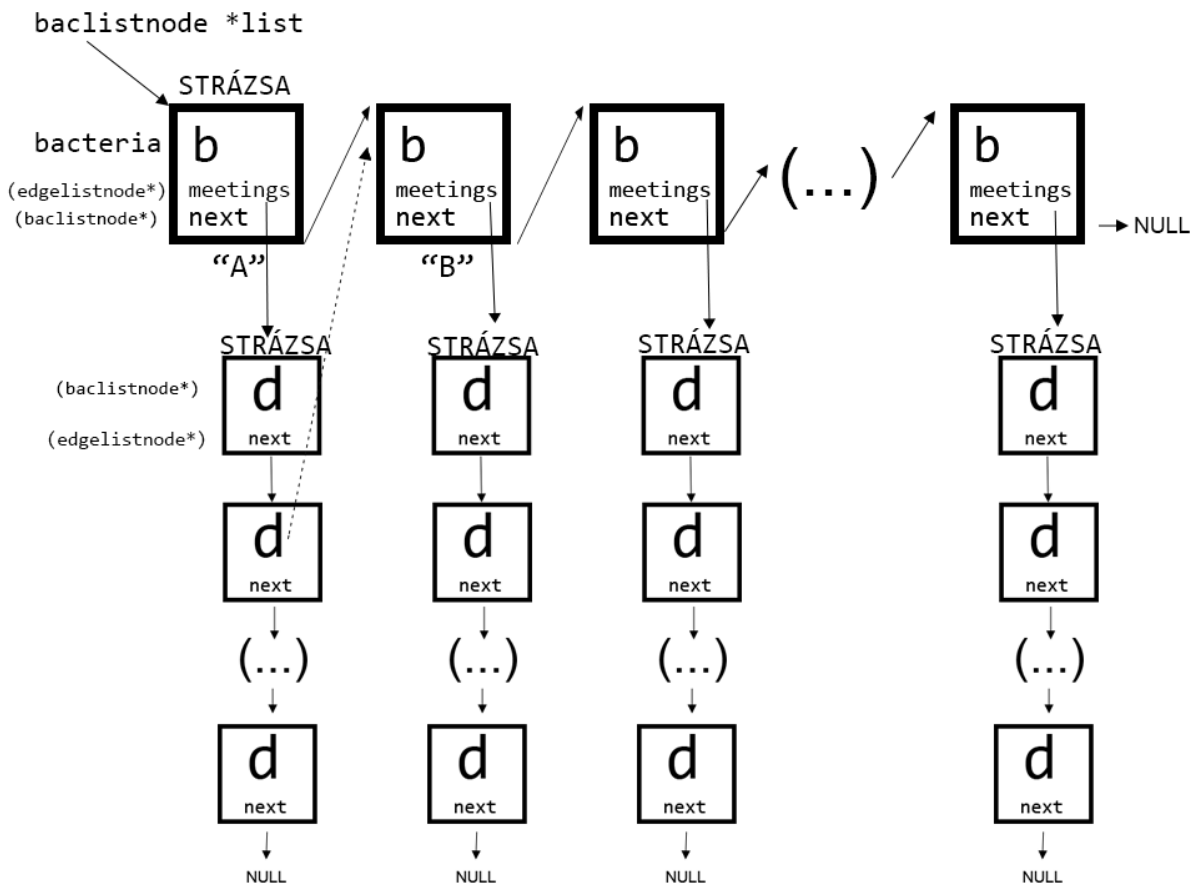 baclistnode *list
STRÁZSA
bacteria b b b (...) b
(edgelistnode*) meetings meetings meetings meetings
(baclistnode*) next next next next
NULL
“A” “B”
STRÁZSA STRÁZSA STRÁZSA STRÁZSA
(baclistnode*) d d d d
(edgelistnode*) next next next next
d d d d
next next next next
(...) (...) (...) (...)
d d d d
next next next next
NULL NULL NULL NULL